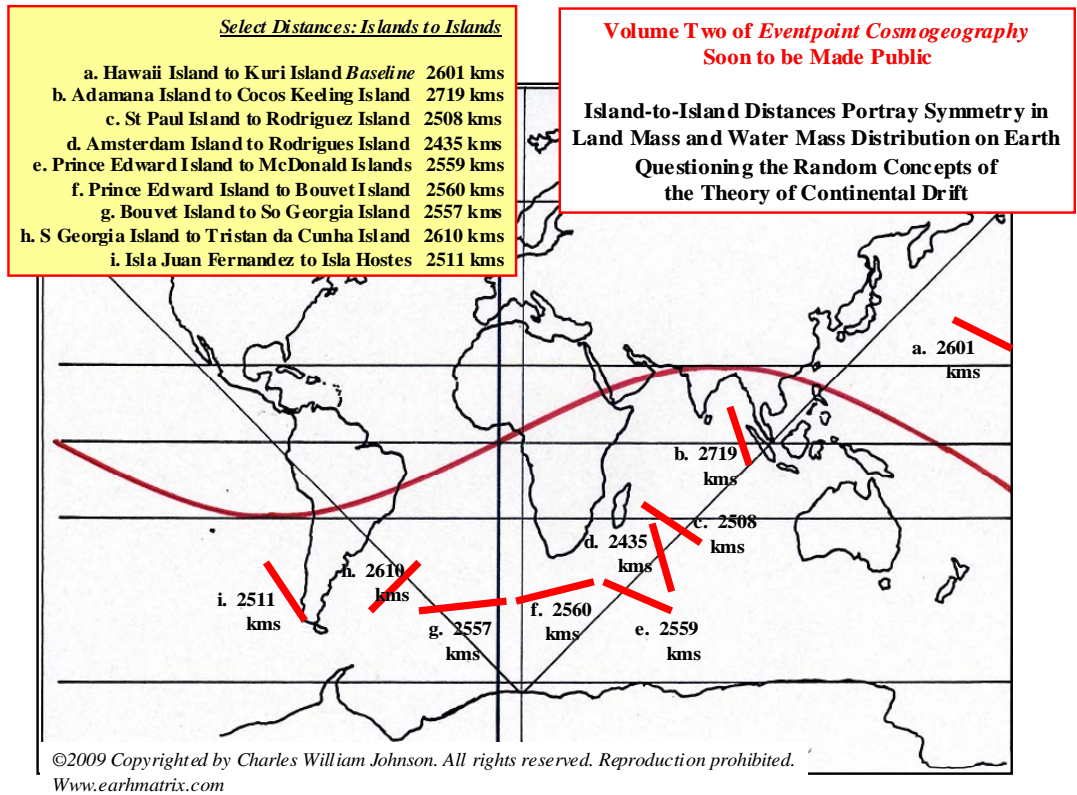 Select Distances: Islands to Islands
a. Hawaii Island to Kuri Island Baseline 2601 kms
b. Adamana Island to Cocos Keeling Island 2719 kms
c. St Paul Island to Rodriguez Island 2508 kms
d. Amsterdam Island to Rodrigues Island 2435 kms
e. Prince Edward Island to McDonald Islands 2559 kms
f. Prince Edward Island to Bouvet Island 2560 kms
g. Bouvet Island to So Georgia Island 2557 kms
h. S Georgia Island to Tristan da Cunha Island 2610 kms
i. Isla Juan Fernandez to Isla Hostes 2511 kms
Volume Two of Eventpoint Cosmogeography
Soon to be Made Public
Island-to-Island Distances Portray Symmetry in
Land Mass and Water Mass Distribution on Earth
Questioning the Random Concepts of
the Theory of Continental Drift
a. 2601
kms
b. 2719
kms
c. 2508
kms
d. 2435
kms
h. 2610
kms
i. 2511
kms
g. 2557
kms
f. 2560
kms
e. 2559
kms
©2009 Copyrighted by Charles William Johnson. All rights reserved. Reproduction prohibited.
Www.earhmatrix.com